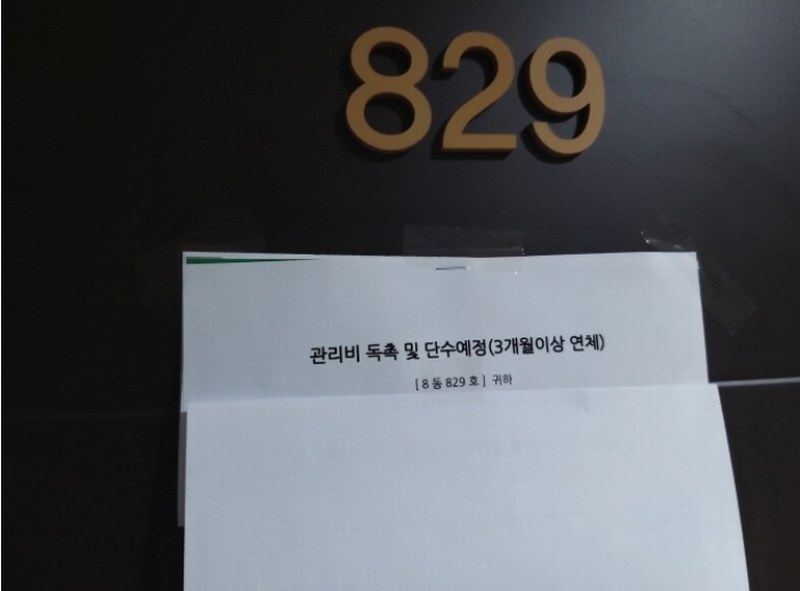 829
관리비 독촉 및 단수예정(3개월이상 연체)
[ 8 동 829 호 ] 귀하